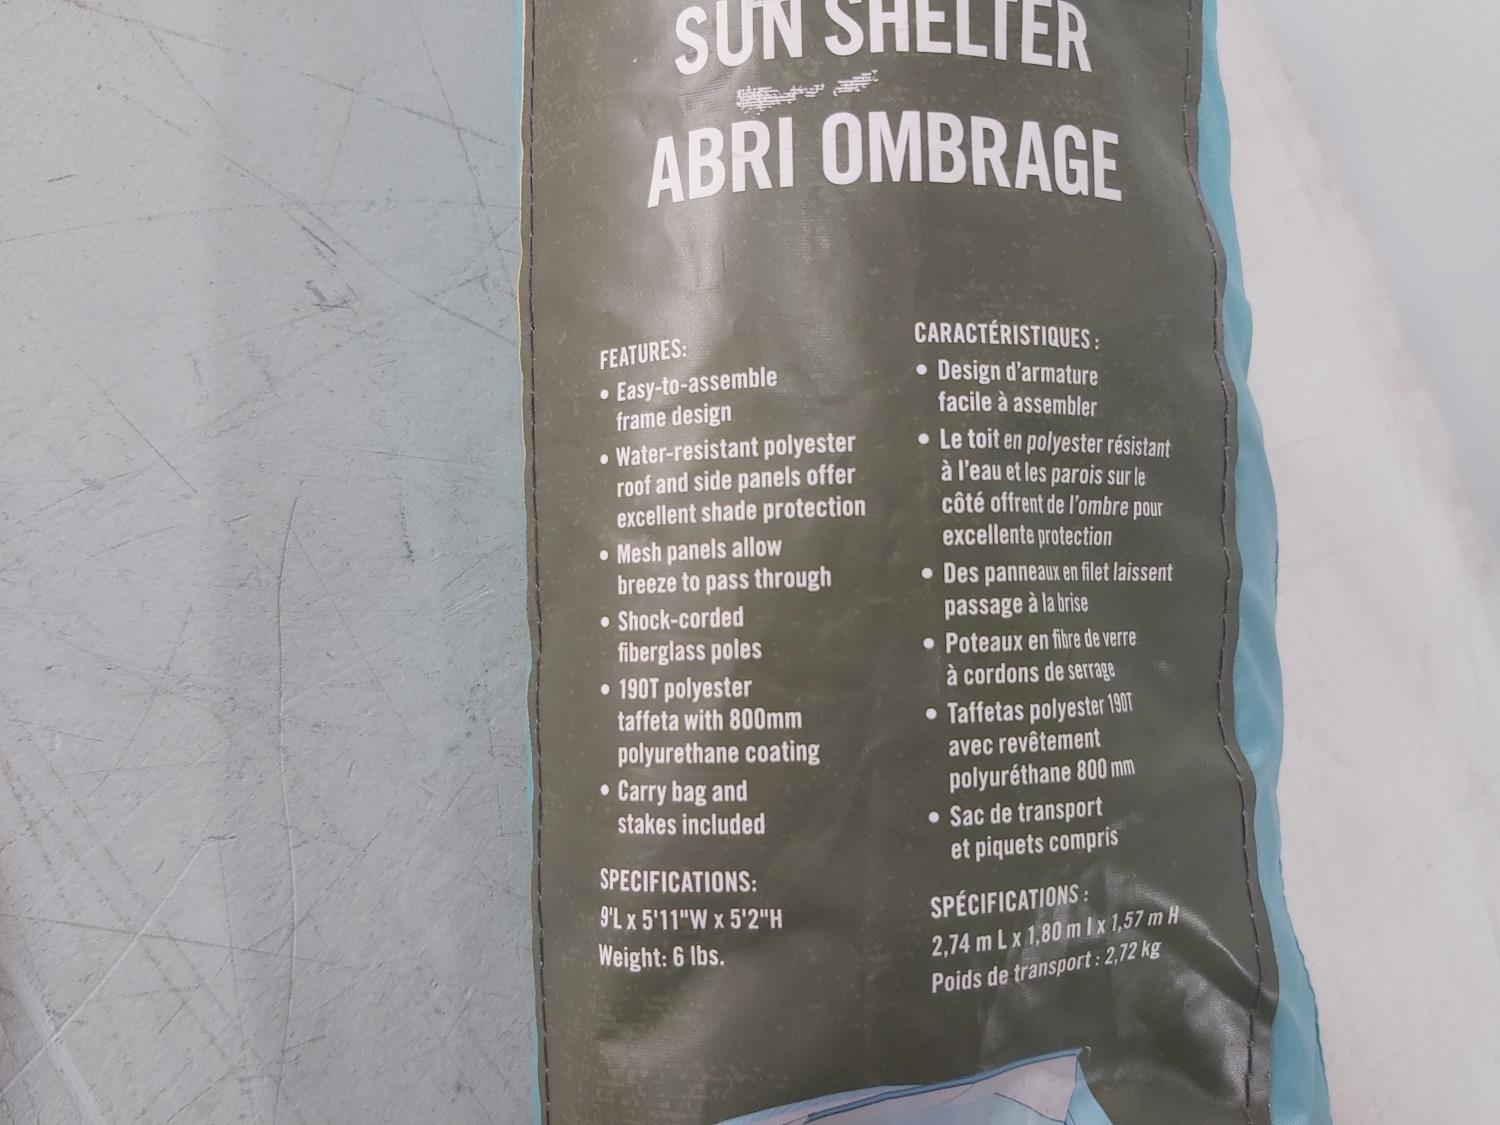 SUN SHELTER
ABRI OMBRAGE
FEATURES:
• Easy-to-assemble
frame design
• Water-resistant polyester
roof and side panels offer
excellent shade protection
• Mesh panels allow
breeze to pass through
• Shock-corded
fiberglass poles
• 190T polyester
taffeta with 800mm
polyurethane coating
• Carry bag and
stakes included
SPECIFICATIONS:
9'L x 5'11"W x 5'2"H
Weight: 6 lbs.
CARACTÉRISTIQUES :
• Design d'armature
facile à assembler
• Le toit en polyester résistant
à l'eau et les parois sur le
côté offrent de l'ombre pour
excellente protection
• Des panneaux en filet laissent
passage à la brise
• Poteaux en fibre de verre
à cordons de serrage
• Taffetas polyester 190T
avec revêtement
polyuréthane 800 mm
• Sac de transport
et piquets compris
SPÉCIFICATIONS :
2,74 m L x 1,80 m l x 1,57 m H
Poids de transport : 2,72 kg